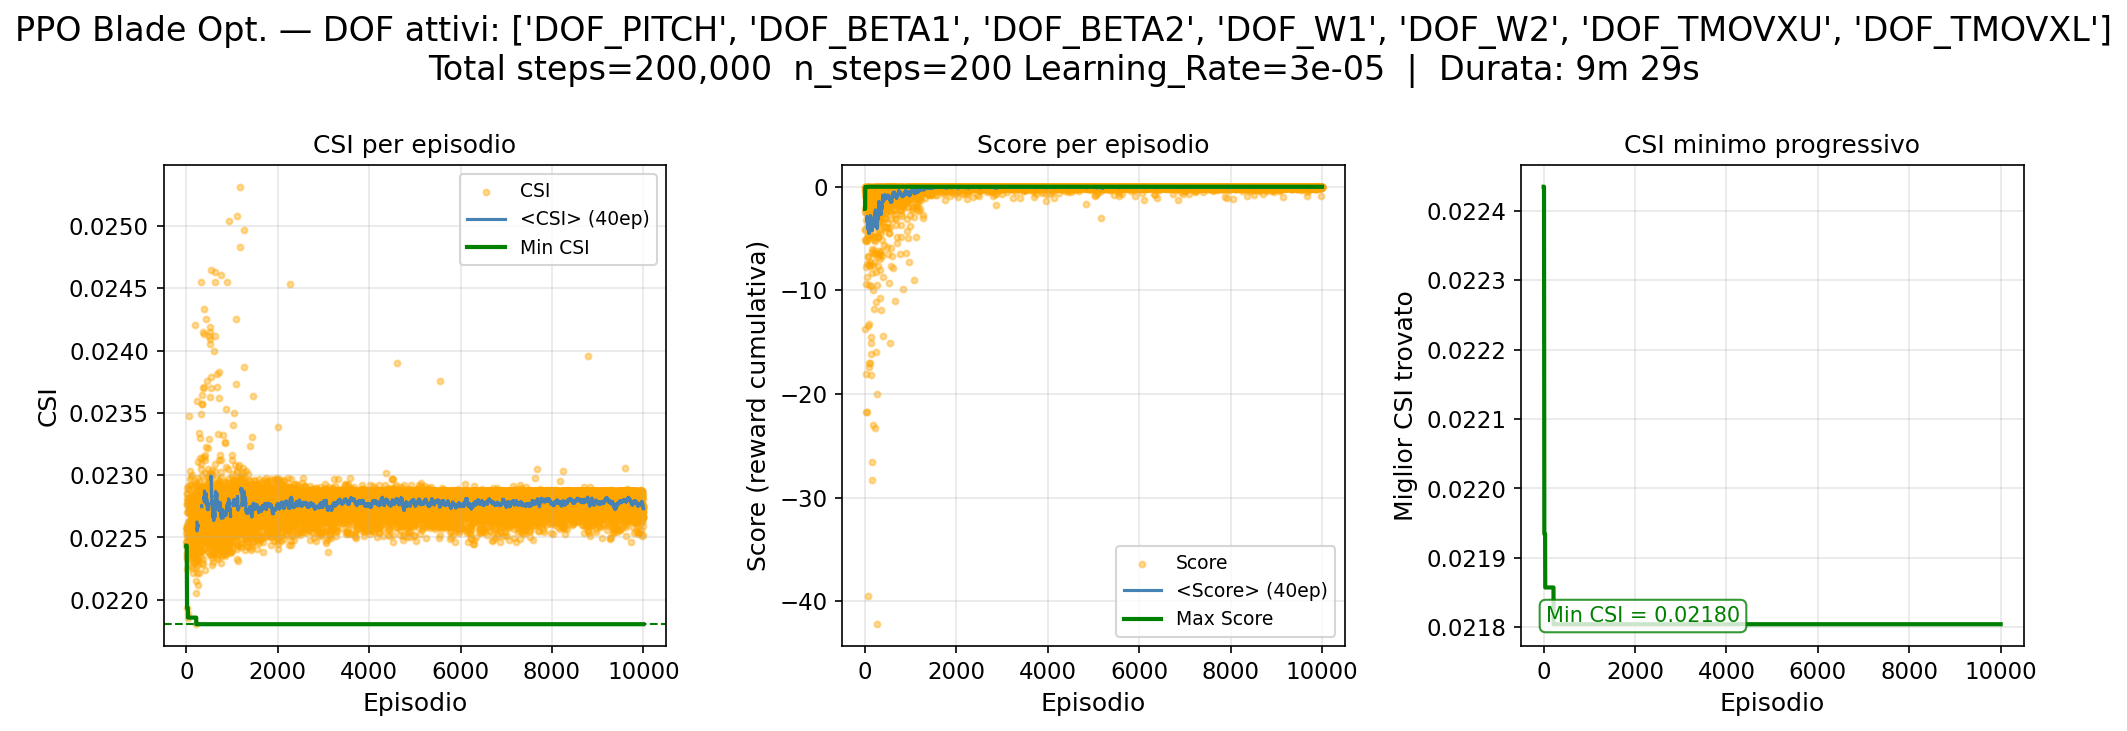 PPO Blade Opt. — DOF attivi: ['DOF_PITCH', 'DOF_BETA1', 'DOF_BETA2', 'DOF_W1', 'DOF_W2', 'DOF_TMOVXU', 'DOF_TMOVXL']
Total steps=200,000  n_steps=200 Learning_Rate=3e-05  |  Durata: 9m 29s
CSI per episodio
CSI
0.0250
0.0245
0.0240
0.0235
0.0230
0.0225
0.0220
CSI
<CSI> (40ep)
Min CSI
0 2000 4000 6000 8000 10000
Episodio
Score per episodio
Score (reward cumulativa)
0
−10
−20
−30
−40
Score
<Score> (40ep)
Max Score
0 2000 4000 6000 8000 10000
Episodio
CSI minimo progressivo
Miglior CSI trovato
0.0224
0.0223
0.0222
0.0221
0.0220
0.0219
0.0218
Min CSI = 0.02180
0 2000 4000 6000 8000 10000
Episodio